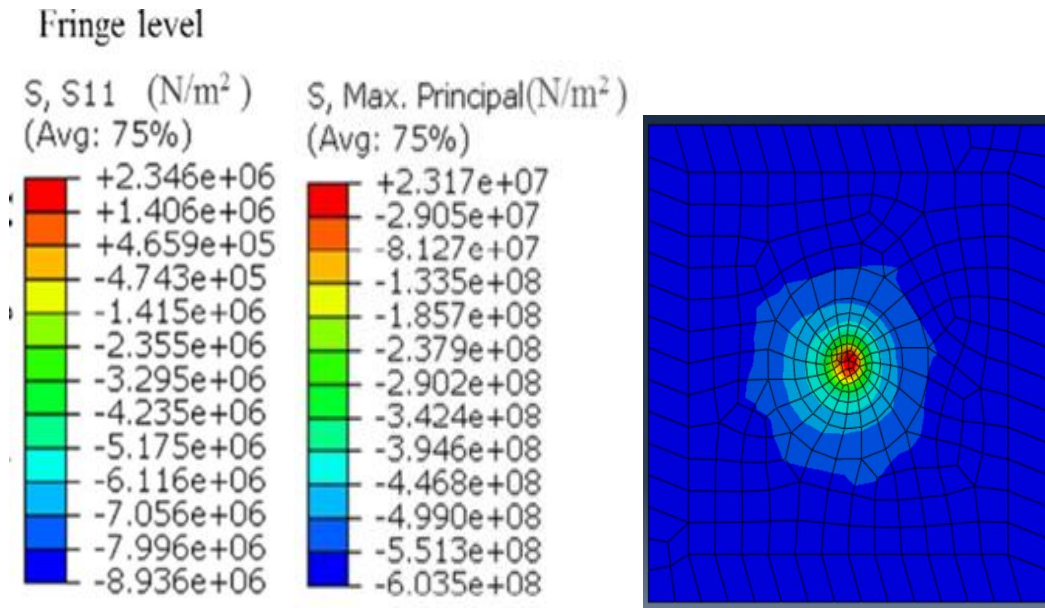 Fringe level
S, S11 (N/m²)
(Avg: 75%)
+2.346e+06
+1.406e+06
+4.659e+05
-4.743e+05
-1.415e+06
-2.355e+06
-3.295e+06
-4.235e+06
-5.175e+06
-6.116e+06
-7.056e+06
-7.996e+06
-8.936e+06
S, Max. Principal(N/m²)
(Avg: 75%)
+2.317e+07
-2.905e+07
-8.127e+07
-1.335e+08
-1.857e+08
-2.379e+08
-2.902e+08
-3.424e+08
-3.946e+08
-4.468e+08
-4.990e+08
-5.513e+08
-6.035e+08